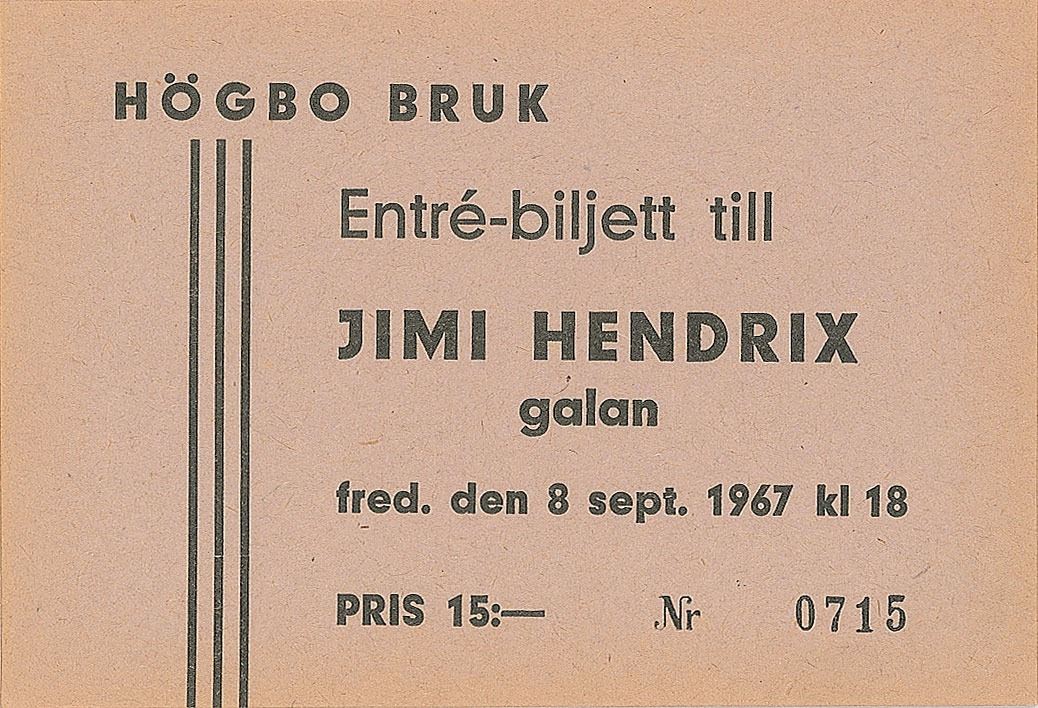 HÖGBO BRUK
Entré-biljett till
JIMI HENDRIX
galan
fred. den 8 sept. 1967 kl 18
PRIS 15:— Nr 0715